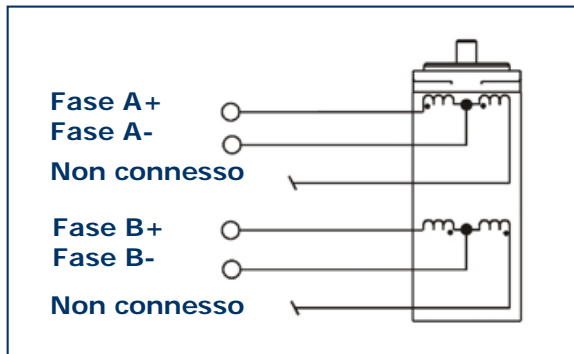 Fase A+
Fase A-
Non connesso
Fase B+
Fase B-
Non connesso